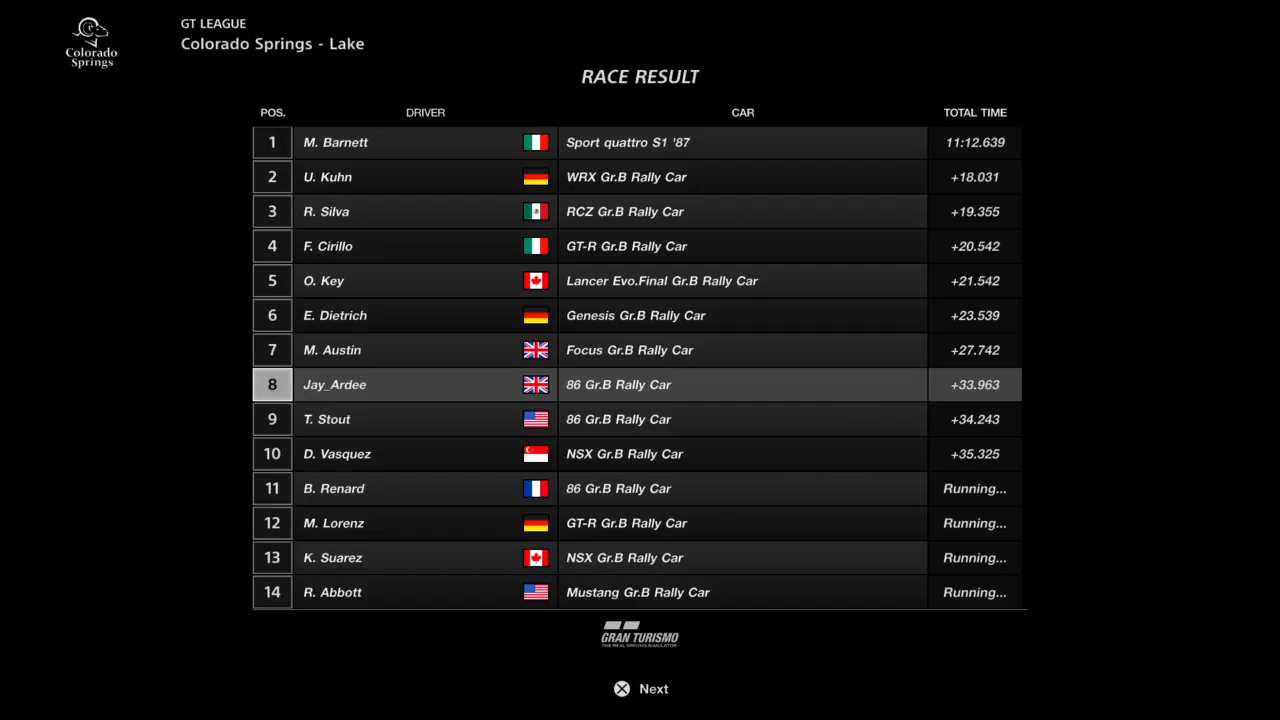 GT LEAGUE
Colorado Springs - Lake
Colorado
Springs
RACE RESULT
POS. DRIVER CAR TOTAL TIME
1 M. Barnett Sport quattro S1 '87 11:12.639
2 U. Kuhn WRX Gr.B Rally Car +18.031
3 R. Silva RCZ Gr.B Rally Car +19.355
4 F. Cirillo GT-R Gr.B Rally Car +20.542
5 O. Key Lancer Evo.Final Gr.B Rally Car +21.542
6 E. Dietrich Genesis Gr.B Rally Car +23.539
7 M. Austin Focus Gr.B Rally Car +27.742
8 Jay_Ardee 86 Gr.B Rally Car +33.963
9 T. Stout 86 Gr.B Rally Car +34.243
10 D. Vasquez NSX Gr.B Rally Car +35.325
11 B. Renard 86 Gr.B Rally Car Running...
12 M. Lorenz GT-R Gr.B Rally Car Running...
13 K. Suarez NSX Gr.B Rally Car Running...
14 R. Abbott Mustang Gr.B Rally Car Running...
GRAN TURISMO
THE REAL DRIVING SIMULATOR
Next